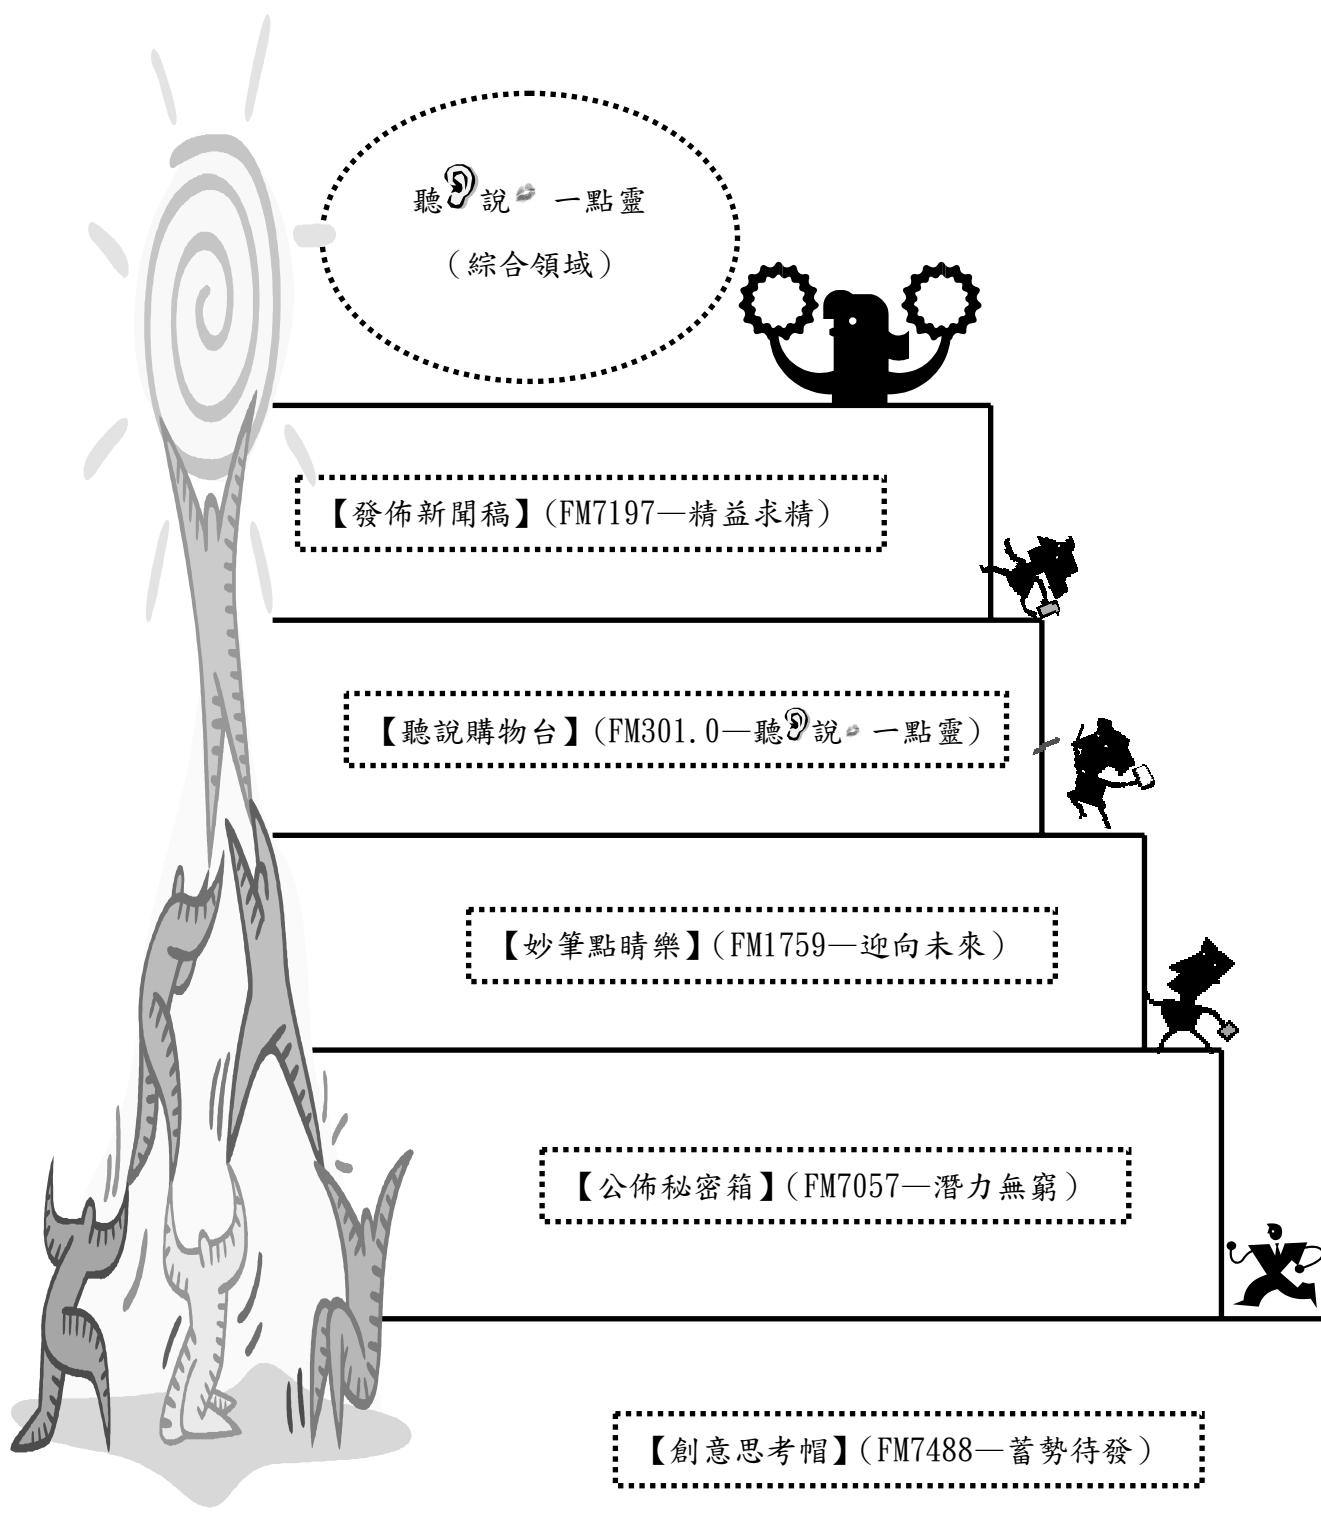 聽說 一點靈
（綜合領域）
【發佈新聞稿】(FM7197—精益求精)
【聽說購物台】(FM301.0—聽說 一點靈)
【妙筆點睛樂】(FM1759—迎向未來)
【公佈秘密箱】(FM7057—潛力無窮)
【創意思考帽】(FM7488—蓄勢待發)